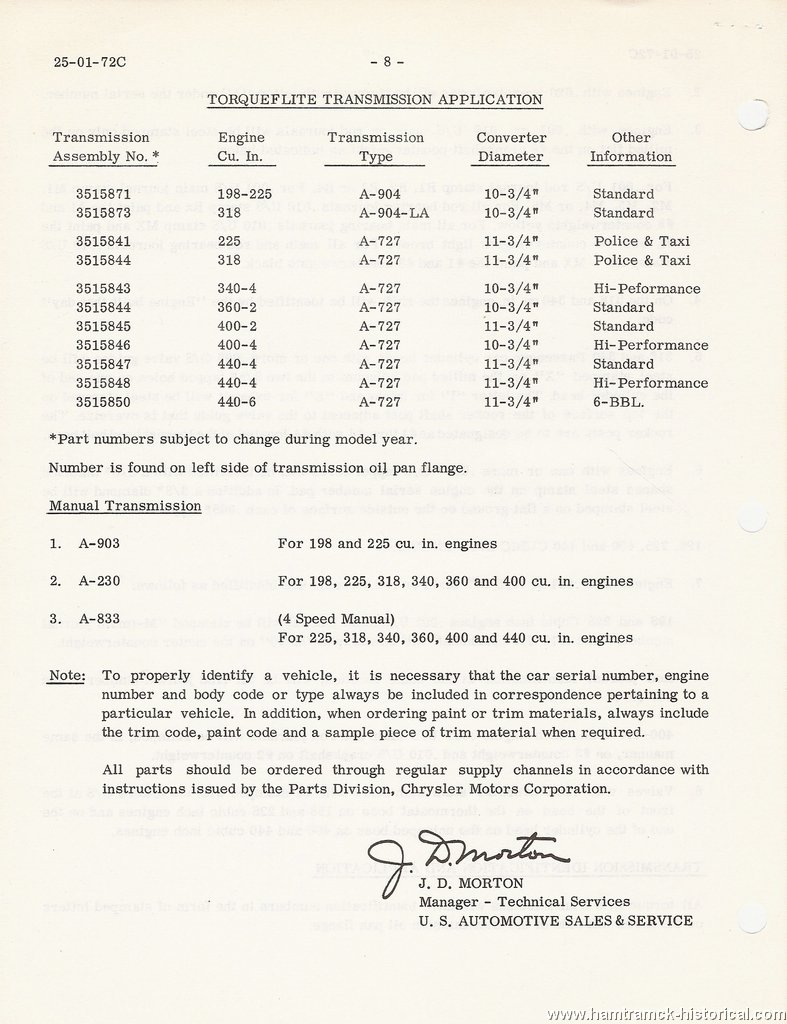 25-01-72C - 8 -
TORQUEFLITE TRANSMISSION APPLICATION
Transmission Engine Transmission Converter Other
Assembly No. * Cu. In. Type Diameter Information
3515871 198-225 A-904 10-3/4" Standard
3515873 318 A-904-LA 10-3/4" Standard
3515841 225 A-727 11-3/4" Police & Taxi
3515844 318 A-727 11-3/4" Police & Taxi
3515843 340-4 A-727 10-3/4" Hi-Peformance
3515844 360-2 A-727 10-3/4" Standard
3515845 400-2 A-727 11-3/4" Standard
3515846 400-4 A-727 10-3/4" Hi-Performance
3515847 440-4 A-727 11-3/4" Standard
3515848 440-4 A-727 11-3/4" Hi-Performance
3515850 440-6 A-727 11-3/4" 6-BBL.
*Part numbers subject to change during model year.
Number is found on left side of transmission oil pan flange.
Manual Transmission
1. A-903 For 198 and 225 cu. in. engines
2. A-230 For 198, 225, 318, 340, 360 and 400 cu. in. engines
3. A-833 (4 Speed Manual)
For 225, 318, 340, 360, 400 and 440 cu. in. engines
Note: To properly identify a vehicle, it is necessary that the car serial number, engine
number and body code or type always be included in correspondence pertaining to a
particular vehicle. In addition, when ordering paint or trim materials, always include
the trim code, paint code and a sample piece of trim material when required.
All parts should be ordered through regular supply channels in accordance with
instructions issued by the Parts Division, Chrysler Motors Corporation.
J. D. Morton
J. D. MORTON
Manager - Technical Services
U. S. AUTOMOTIVE SALES & SERVICE
www.hamtramck-historical.com